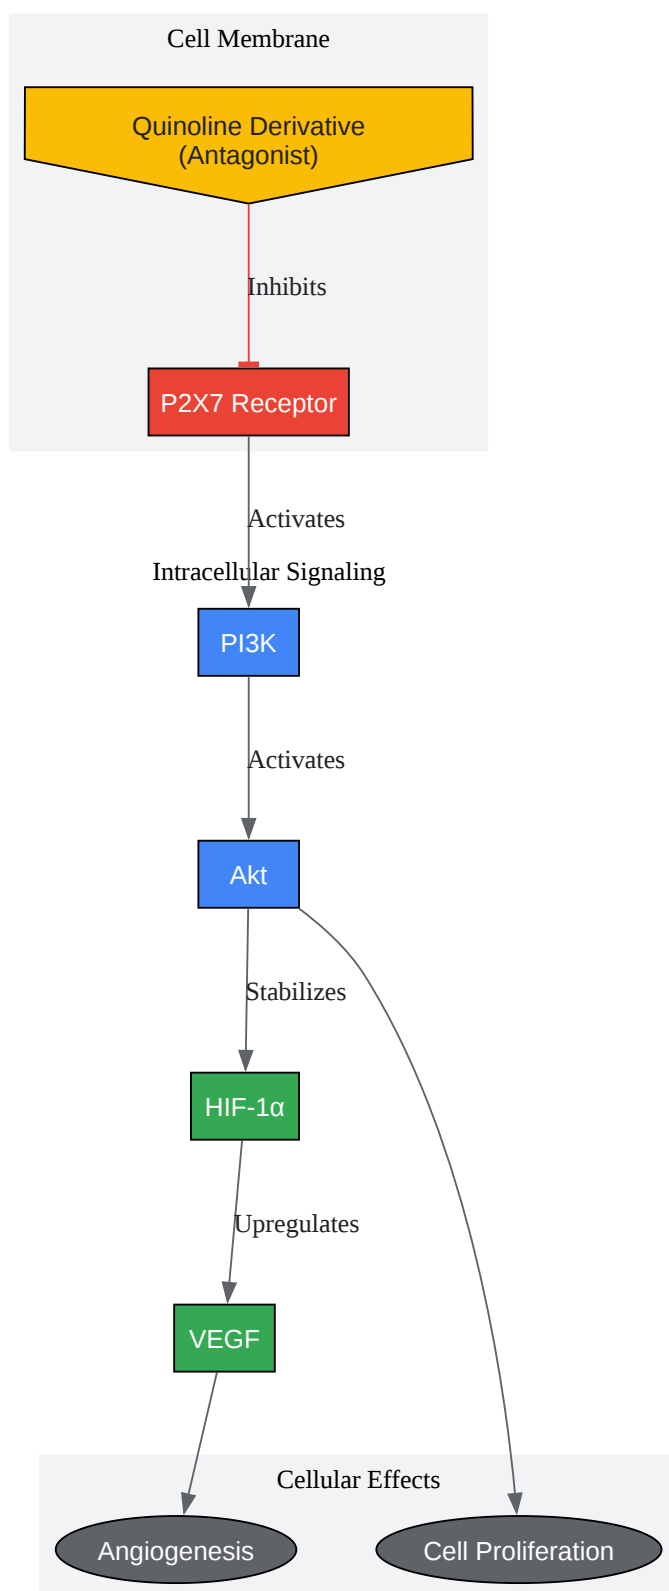 Cell Membrane
Quinoline Derivative
(Antagonist)
Inhibits
P2X7 Receptor
Activates
Intracellular Signaling
PI3K
Activates
Akt
Stabilizes
HIF-1α
Upregulates
VEGF
Cellular Effects
Angiogenesis
Cell Proliferation